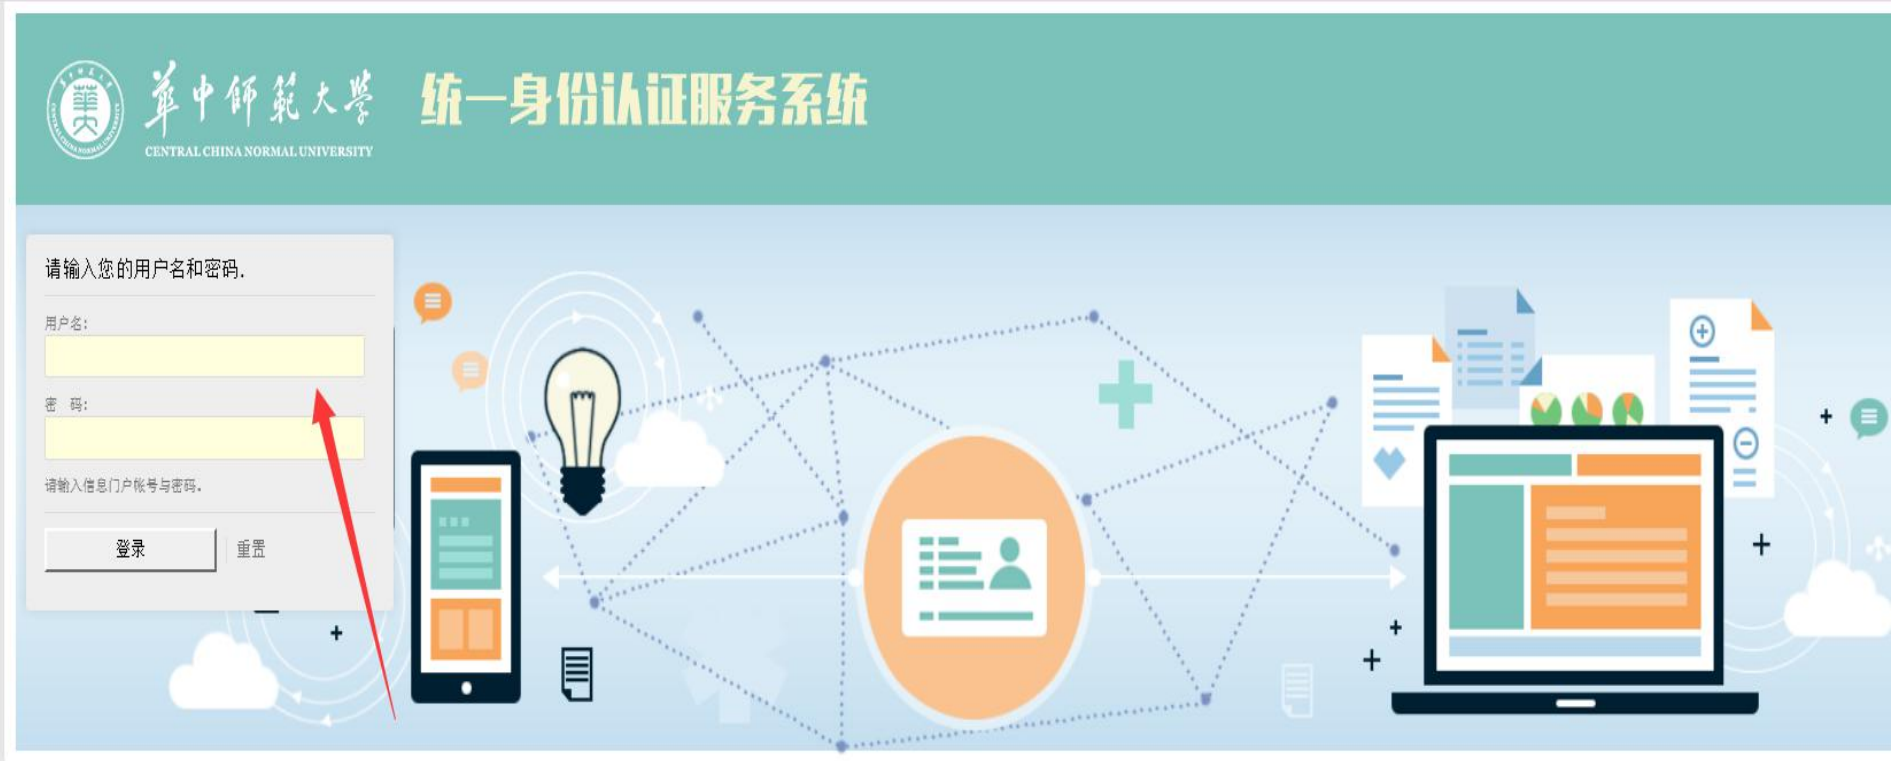 華中師範大學
CENTRAL CHINA NORMAL UNIVERSITY
统一身份认证服务系统
请输入您的用户名和密码.
用户名:
密 码:
请输入信息门户帐号与密码。
登录 重置